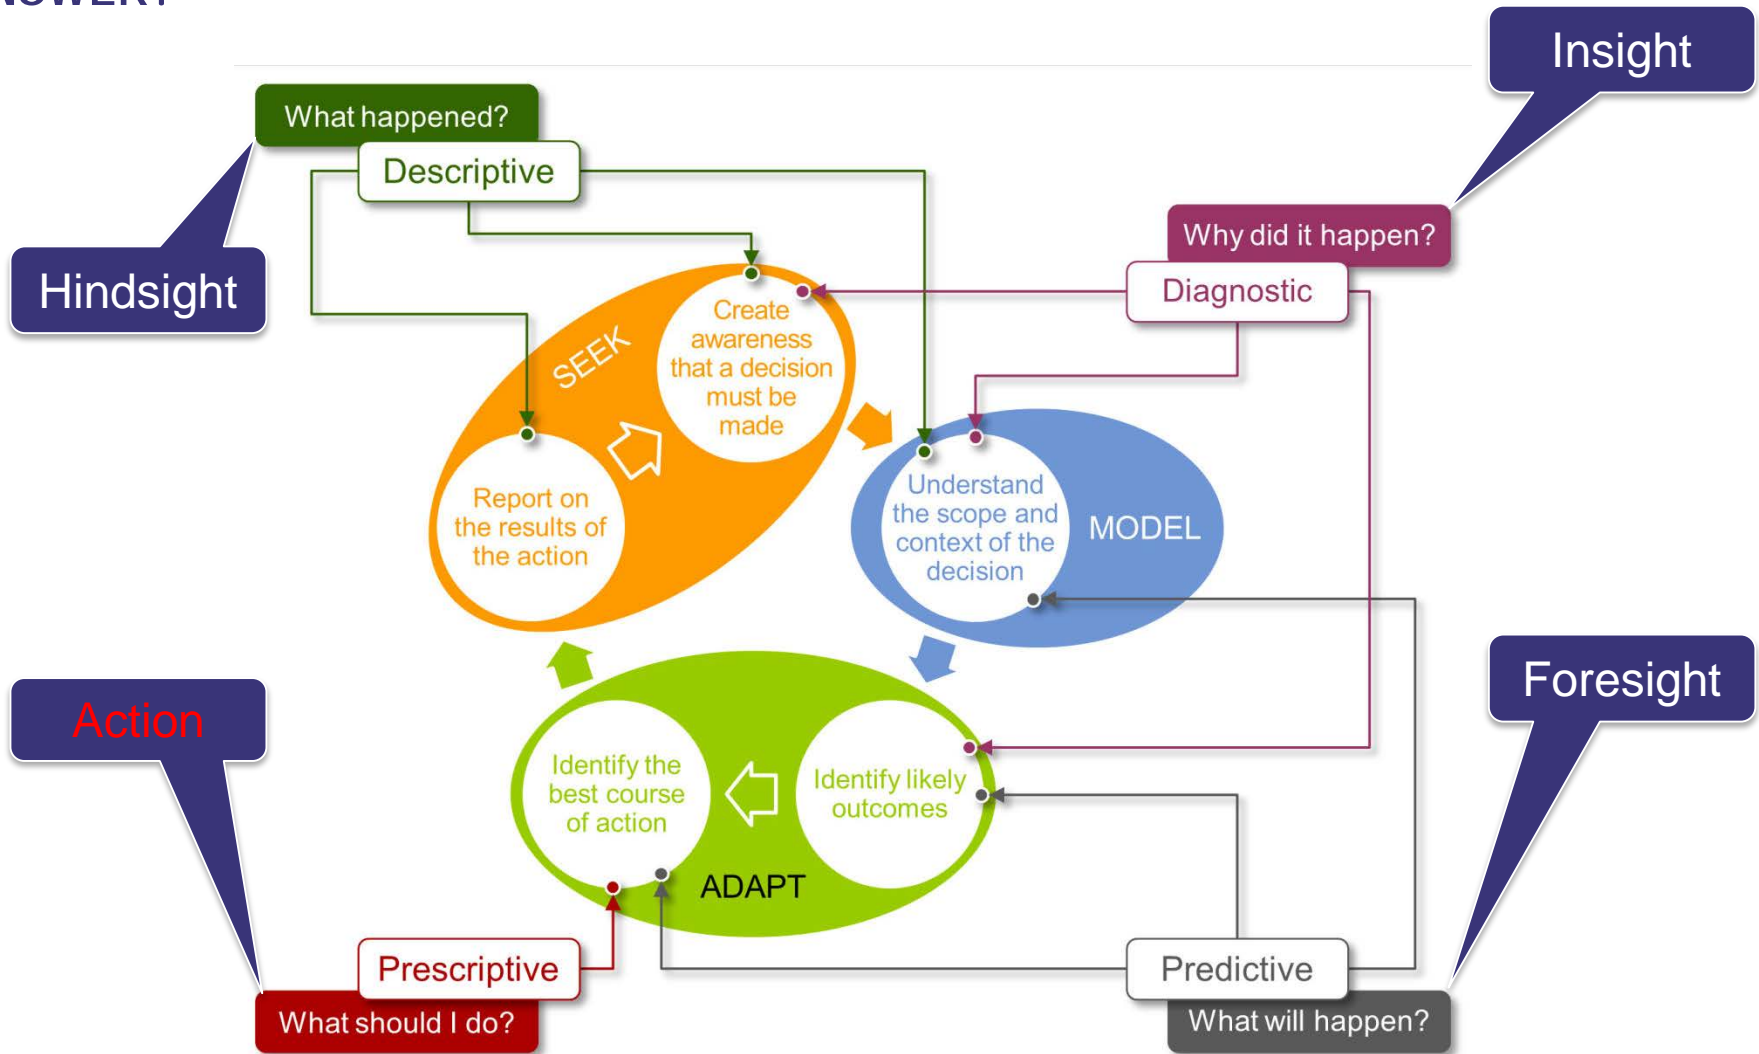 Insight
What happened?
Descriptive
Why did it happen?
Hindsight
Diagnostic
SEEK
Create
awareness
that a decision
must be
made
Report on
the results of
the action
Understand
the scope and
context of the
decision
MODEL
Action
Foresight
Identify the
best course
of action
Identify likely
outcomes
ADAPT
Prescriptive
Predictive
What should I do?
What will happen?